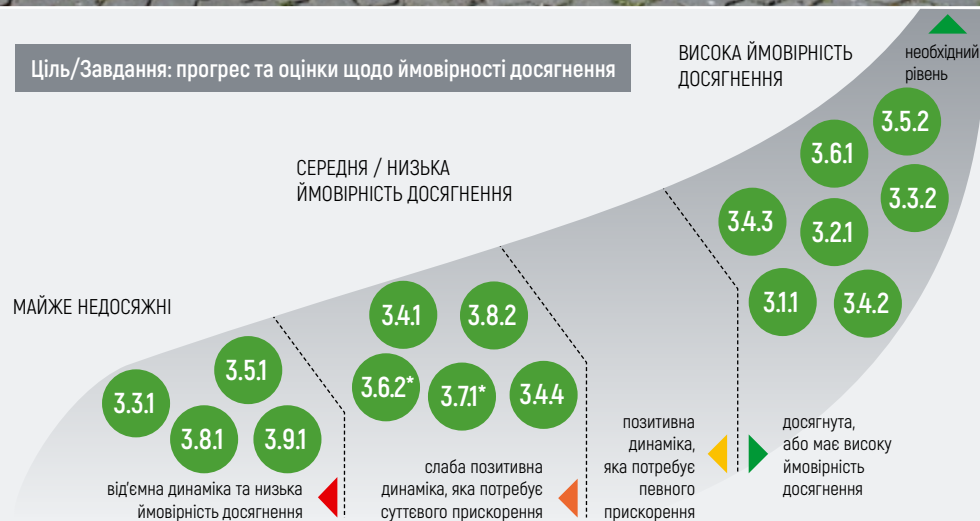 Ціль/Завдання: прогрес та оцінки щодо ймовірності досягнення
ВИСОКА ЙМОВІРНІСТЬ
ДОСЯГНЕННЯ
необхідний
рівень
СЕРЕДНЯ / НИЗЬКА
ЙМОВІРНІСТЬ ДОСЯГНЕННЯ
МАЙЖЕ НЕДОСЯЖНІ
3.5.2
3.6.1
3.3.2
3.4.3
3.2.1
3.1.1
3.4.2
3.4.1
3.8.2
3.6.2*
3.7.1*
3.4.4
3.5.1
3.3.1
3.8.1
3.9.1
від'ємна динаміка та низька
ймовірність досягнення
слаба позитивна
динаміка, яка потребує
суттєвого прискорення
позитивна
динаміка,
яка потребує
певного
прискорення
досягнута,
або має високу
ймовірність
досягнення